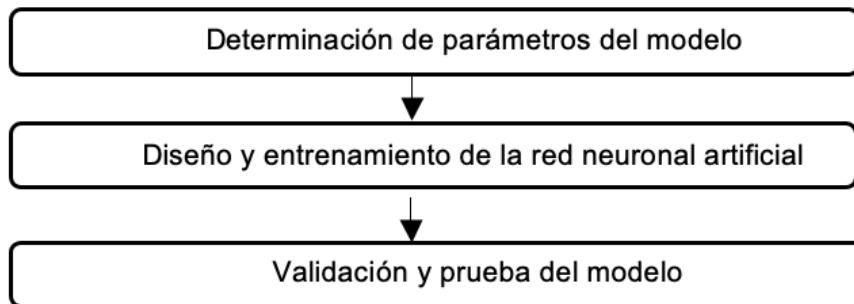 Determinación de parámetros del modelo
Diseño y entrenamiento de la red neuronal artificial
Validación y prueba del modelo